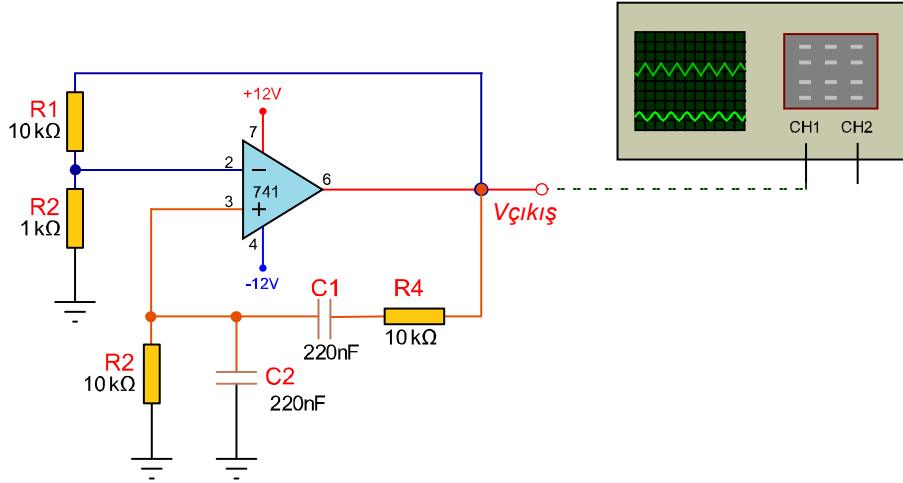 CH1 CH2
+12V
R1
10kΩ
7
2
6
741
3
4
Vçıkış
R2
1kΩ
-12V
C1
R4
220nF
10kΩ
R2
10kΩ
C2
220nF